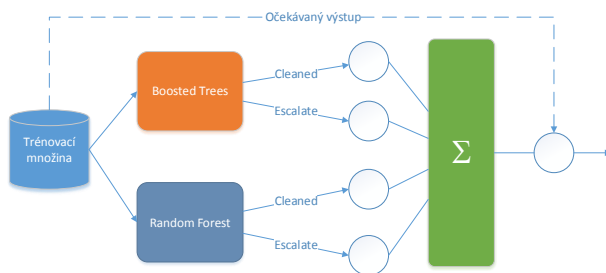 Očekávaný výstup
Cleaned
Boosted Trees
Escalate
Trénovací
množina
Σ
Cleaned
Random Forest
Escalate